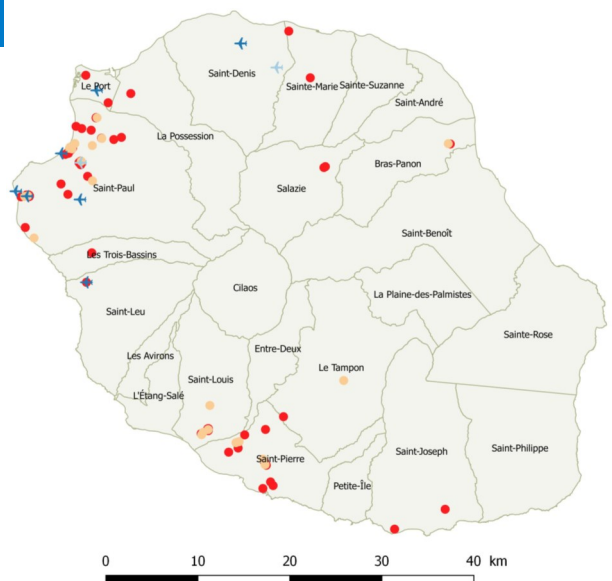 Le Port
Saint-Denis
Sainte-Marie
Sainte-Suzanne
Saint-André
La Possession
Bras-Panon
Saint-Paul
Salazie
Saint-Benoît
Les Trois-Bassins
Cilaos
La Plaine-des-Palmistes
Saint-Leu
Sainte-Rose
Les Avirons
Entre-Deux
Saint-Louis
Le Tampon
L'Étang-Salé
Saint-Pierre
Saint-Joseph
Saint-Philippe
Petite-Île
0 10 20 30 40 km